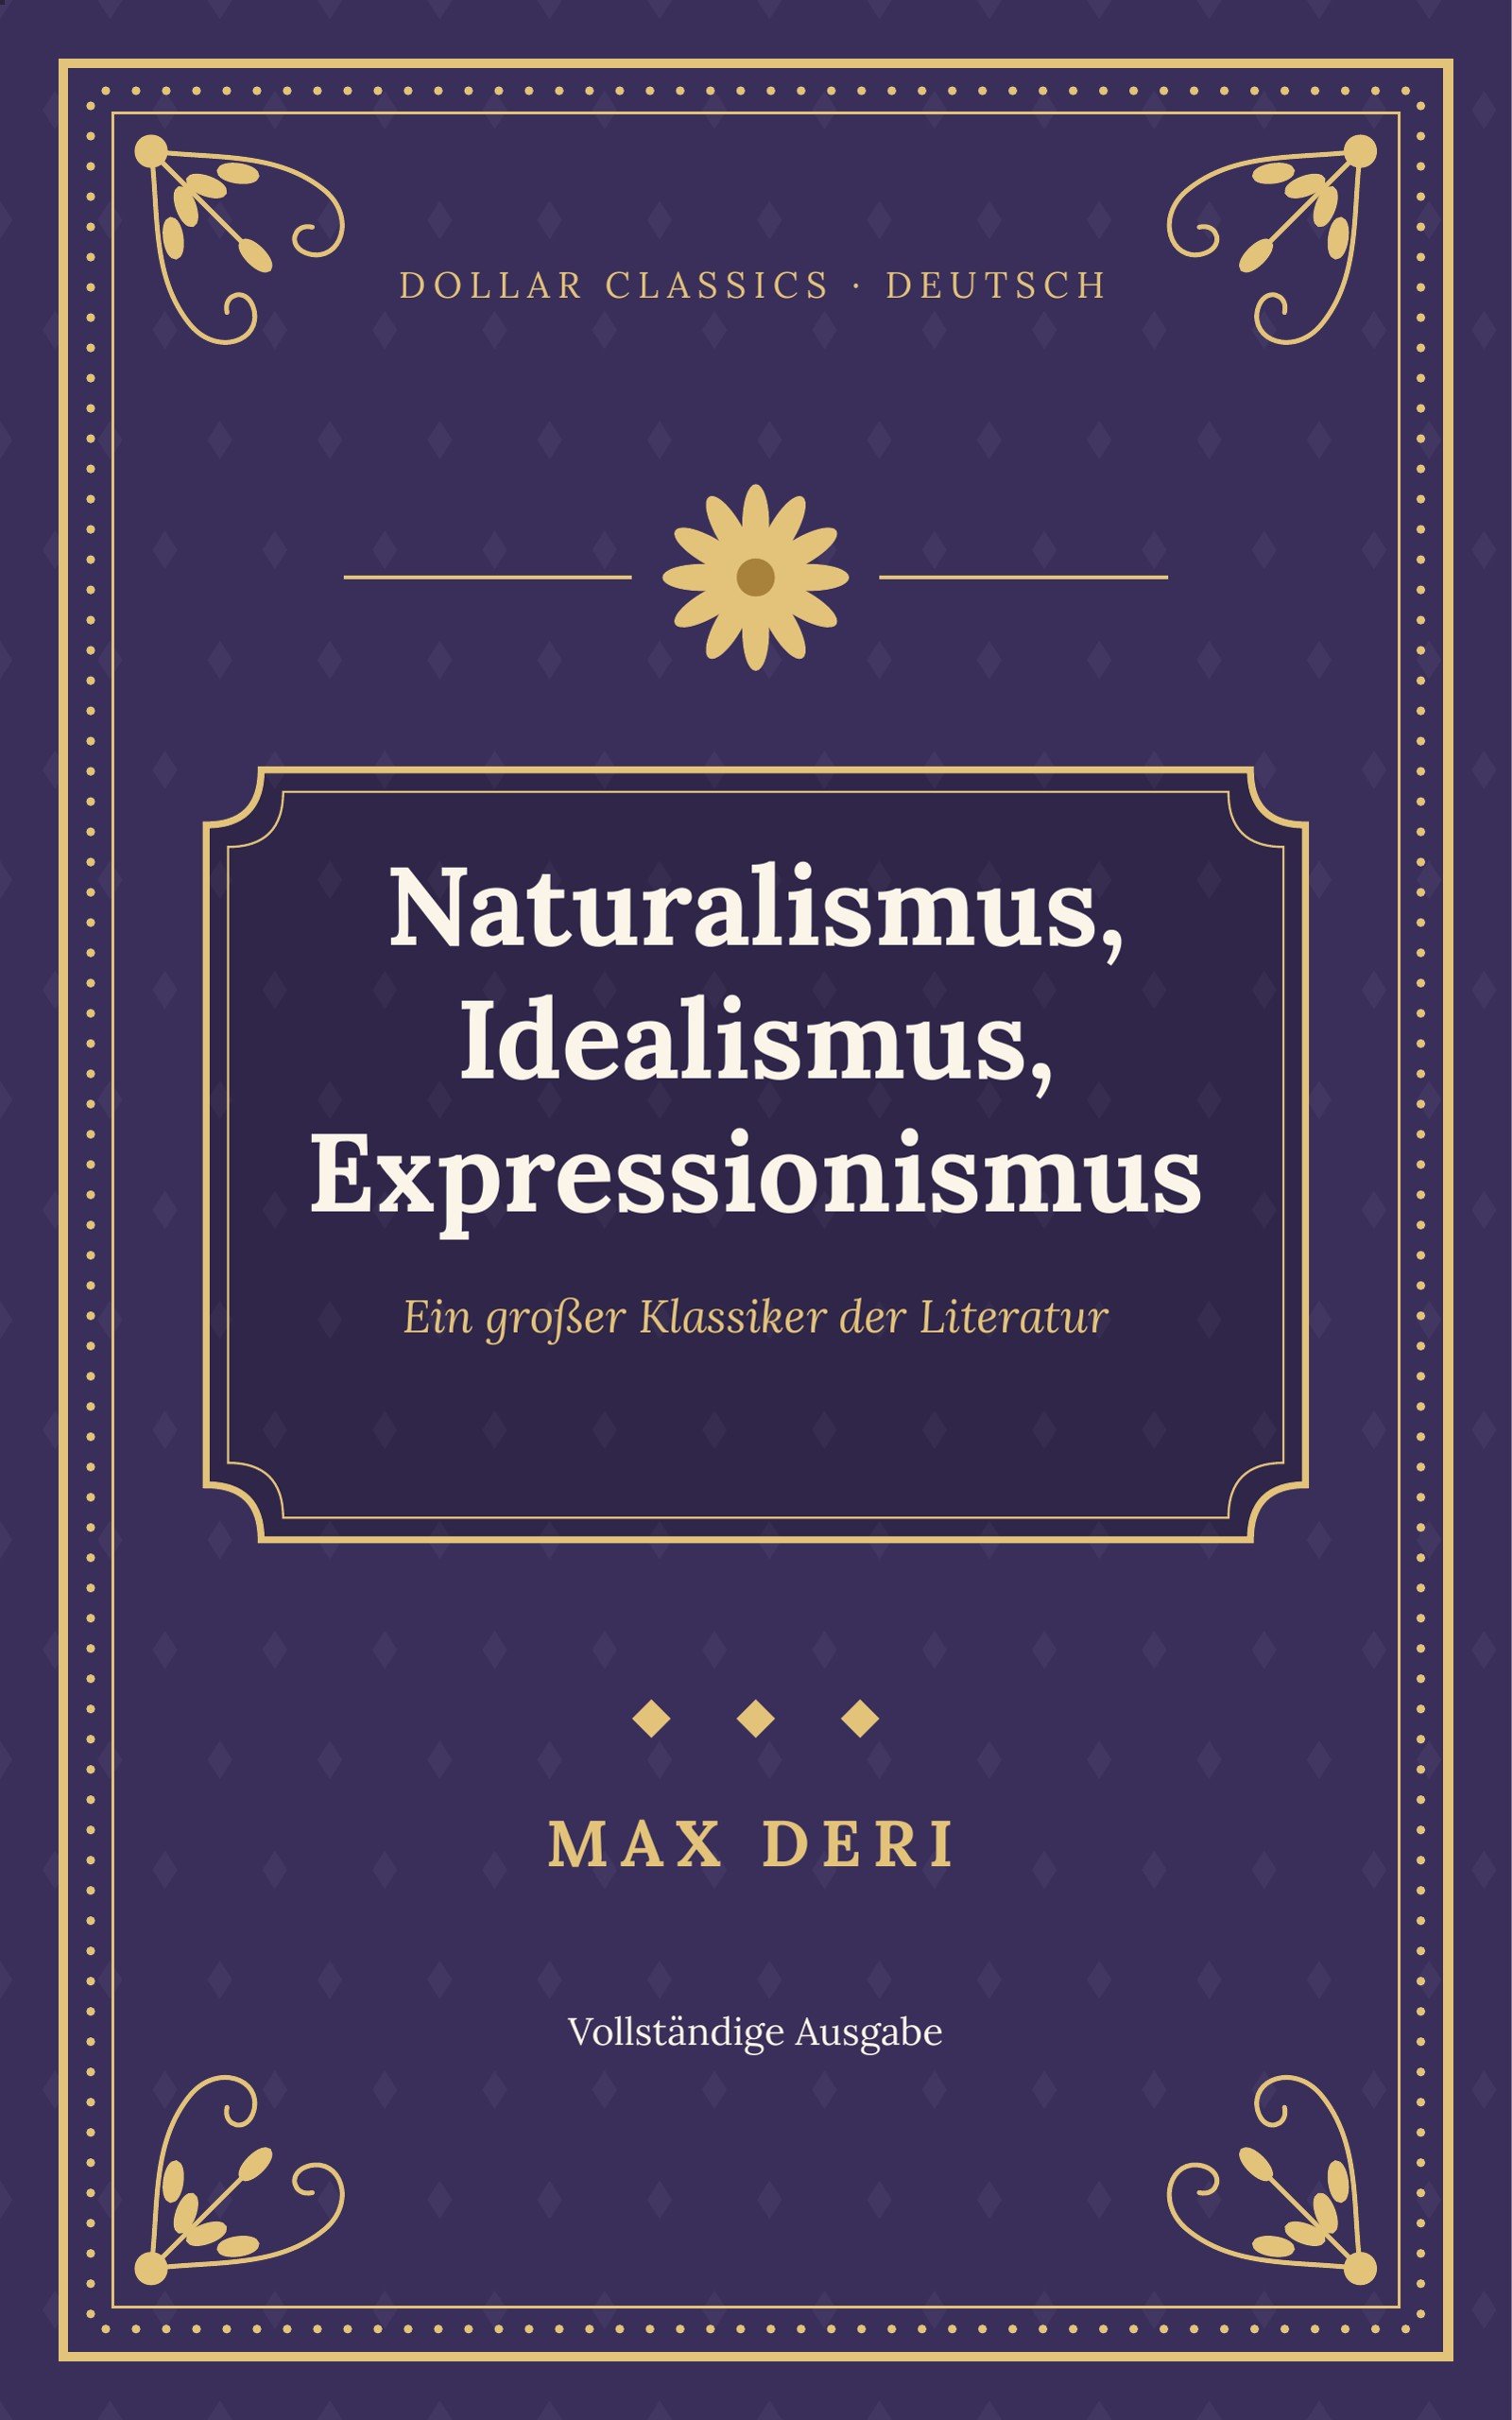 DOLLAR CLASSICS · DEUTSCH
Naturalismus,
Idealismus,
Expressionismus
Ein großer Klassiker der Literatur
MAX DERI
Vollständige Ausgabe